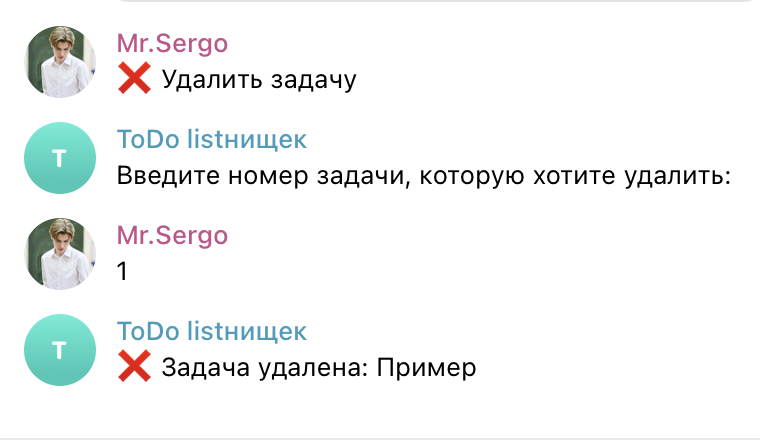 Mr.Sergo
❌ Удалить задачу
T
ToDo listнищек
Введите номер задачи, которую хотите удалить:
Mr.Sergo
1
T
ToDo listнищек
❌ Задача удалена: Пример